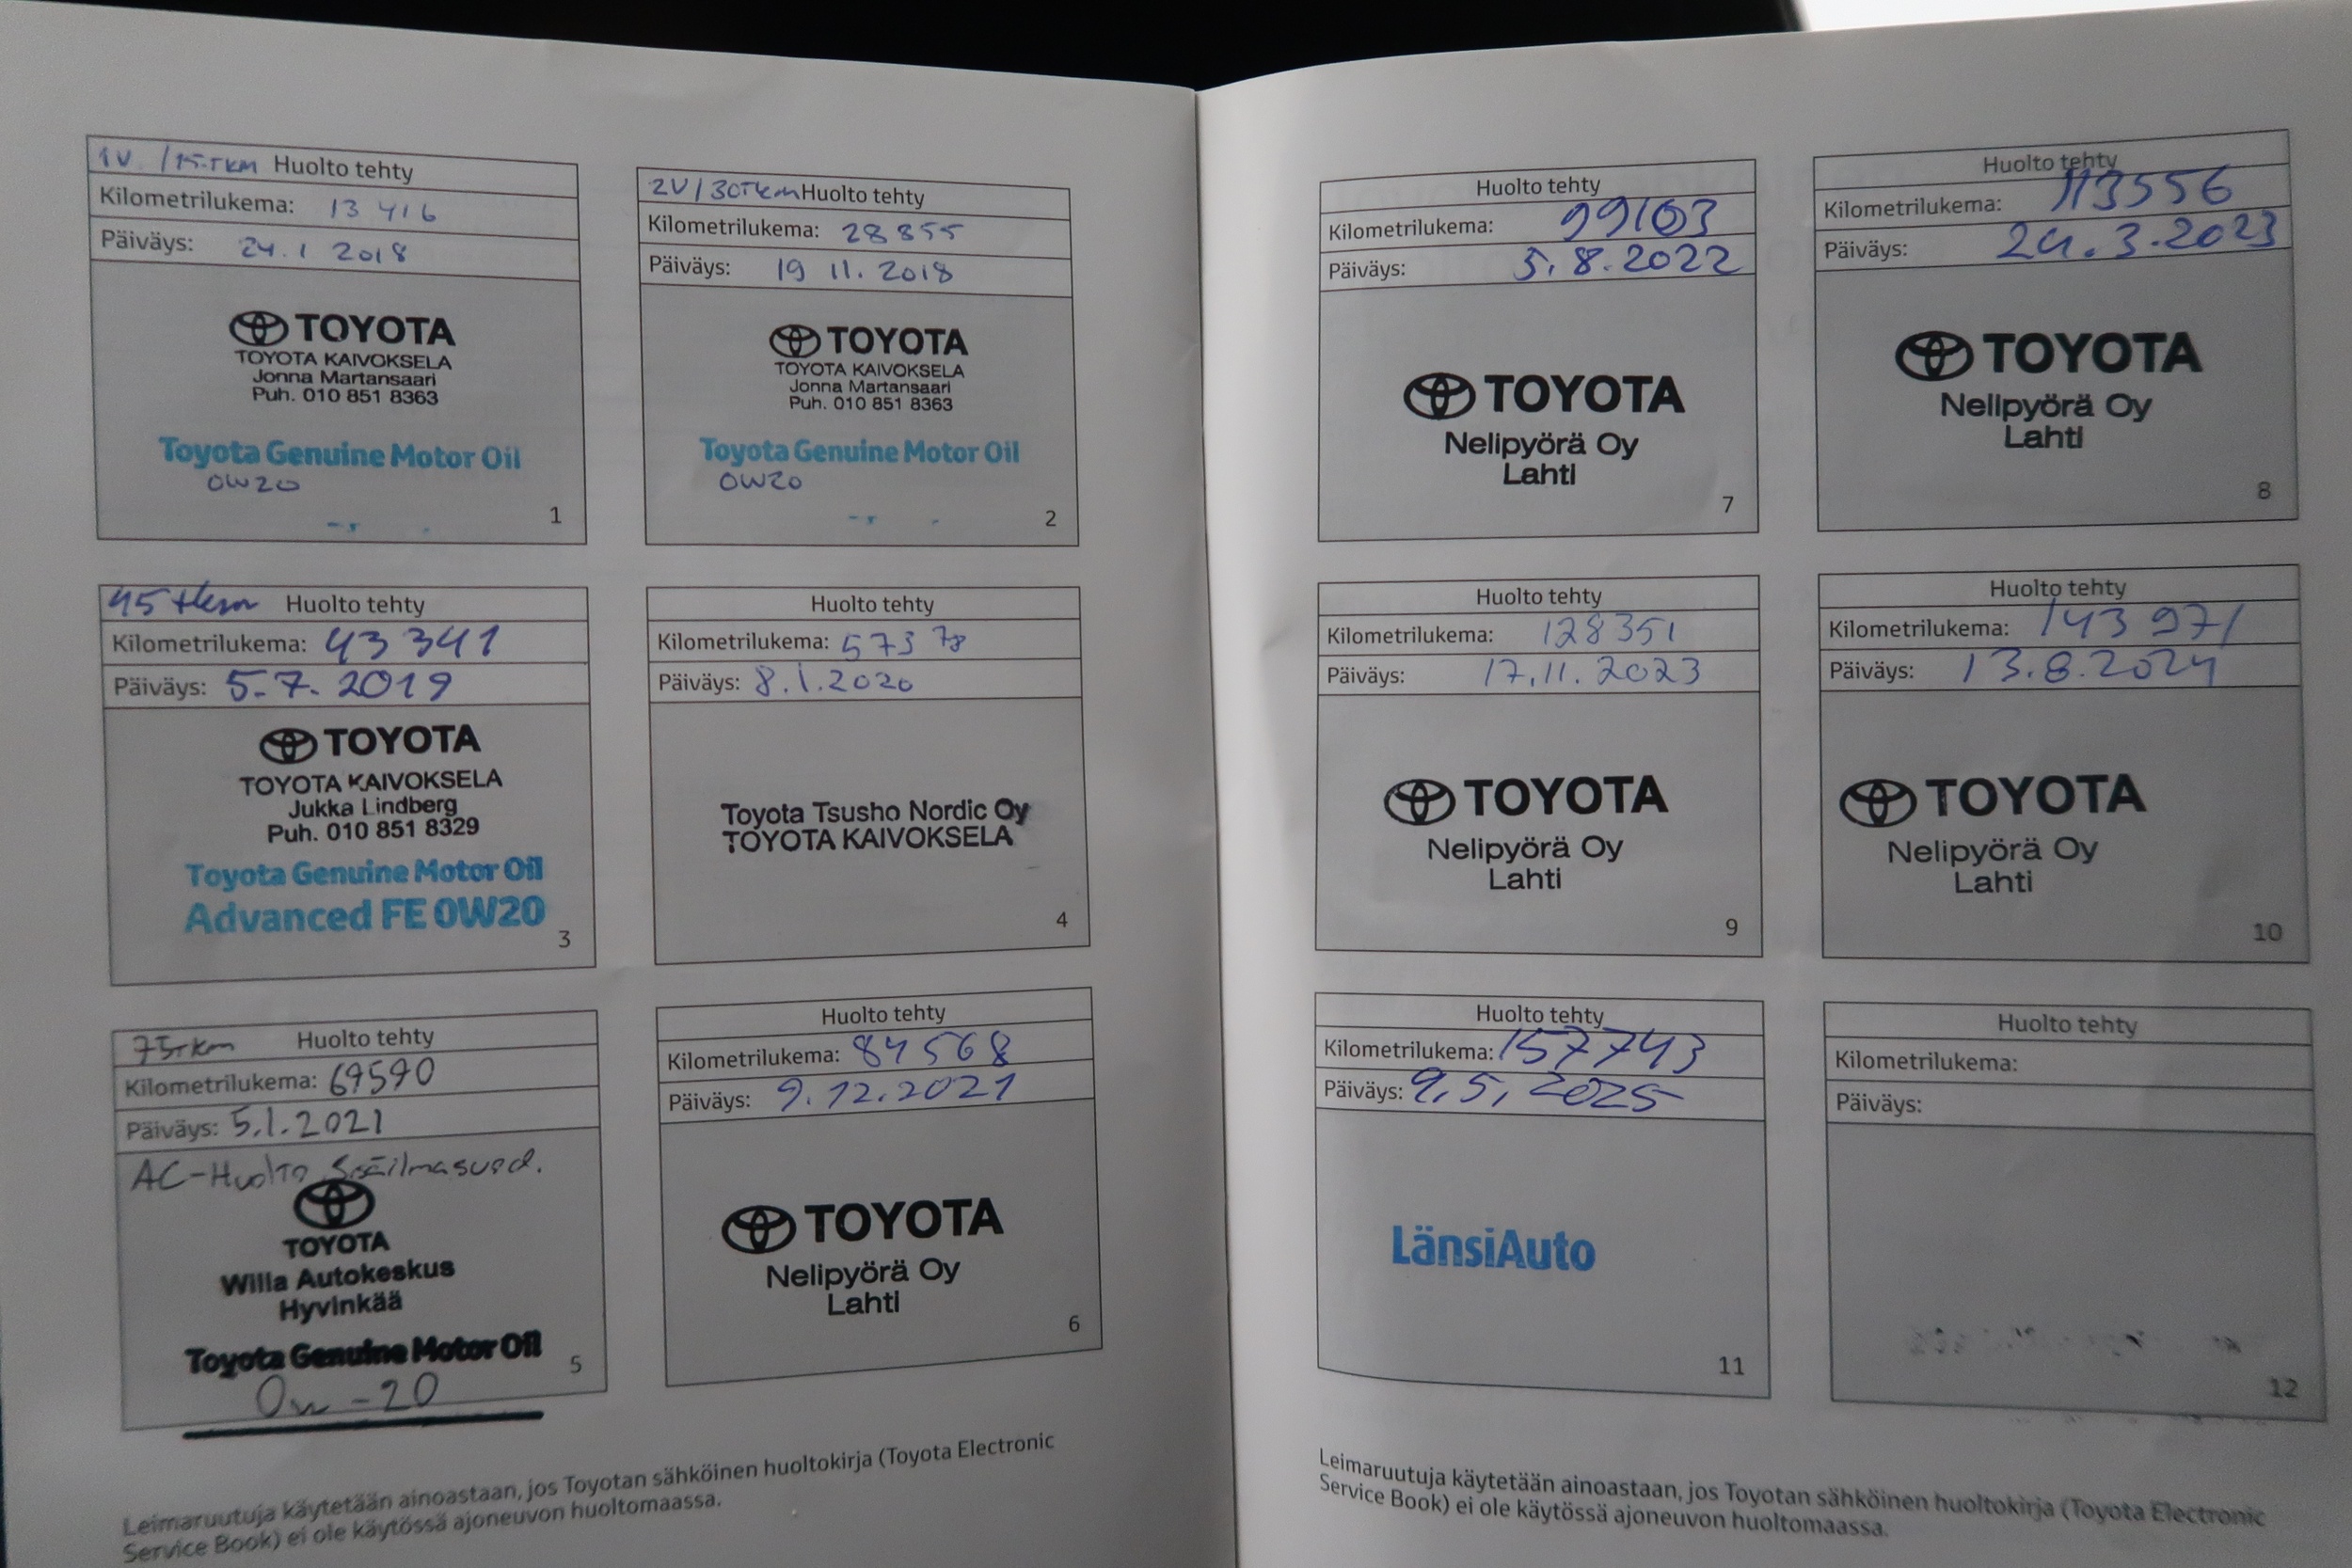 1V. /15 TKM Huolto tehty
Kilometrilukema: 13 416
Päiväys: 24.1 2018
TOYOTA
TOYOTA KAIVOKSELA
Jonna Martansaari
Puh. 010 851 8363
Toyota Genuine Motor Oil
0W20
1
2V/30Tkm Huolto tehty
Kilometrilukema: 28 855
Päiväys: 19 11. 2018
TOYOTA
TOYOTA KAIVOKSELA
Jonna Martansaari
Puh. 010 851 8363
Toyota Genuine Motor Oil
0W20
2
45 tkm Huolto tehty
Kilometrilukema: 43 341
Päiväys: 5.7. 2019
TOYOTA
TOYOTA KAIVOKSELA
Jukka Lindberg
Puh. 010 851 8329
Toyota Genuine Motor Oil
Advanced FE 0W20
3
Huolto tehty
Kilometrilukema: 573 78
Päiväys: 8.1.2020
Toyota Tsusho Nordic Oy
TOYOTA KAIVOKSELA
4
75 tkm Huolto tehty
Kilometrilukema: 69590
Päiväys: 5.1.2021
AC-Huolto Sisäilmasuod.
TOYOTA
Willa Autokeskus
Hyvinkää
Toyota Genuine Motor Oil
0w-20
5
Huolto tehty
Kilometrilukema: 84 568
Päiväys: 9.12.2021
TOYOTA
Nelipyörä Oy
Lahti
6
Leimaruutuja käytetään ainoastaan, jos Toyotan sähköinen huoltokirja (Toyota Electronic
Service Book) ei ole käytössä ajoneuvon huoltomaassa.
Huolto tehty
Kilometrilukema: 99103
Päiväys: 5.8.2022
TOYOTA
Nelipyörä Oy
Lahti
7
Huolto tehty
Kilometrilukema: 113556
Päiväys: 24.3.2023
TOYOTA
Nelipyörä Oy
Lahti
8
Huolto tehty
Kilometrilukema: 128351
Päiväys: 17.11.2023
TOYOTA
Nelipyörä Oy
Lahti
9
Huolto tehty
Kilometrilukema: 143 971
Päiväys: 13.8.2024
TOYOTA
Nelipyörä Oy
Lahti
10
Huolto tehty
Kilometrilukema: 157743
Päiväys: 9.5.2025
LänsiAuto
11
Huolto tehty
Kilometrilukema:
Päiväys:
12
Leimaruutuja käytetään ainoastaan, jos Toyotan sähköinen huoltokirja (Toyota Electronic
Service Book) ei ole käytössä ajoneuvon huoltomaassa.